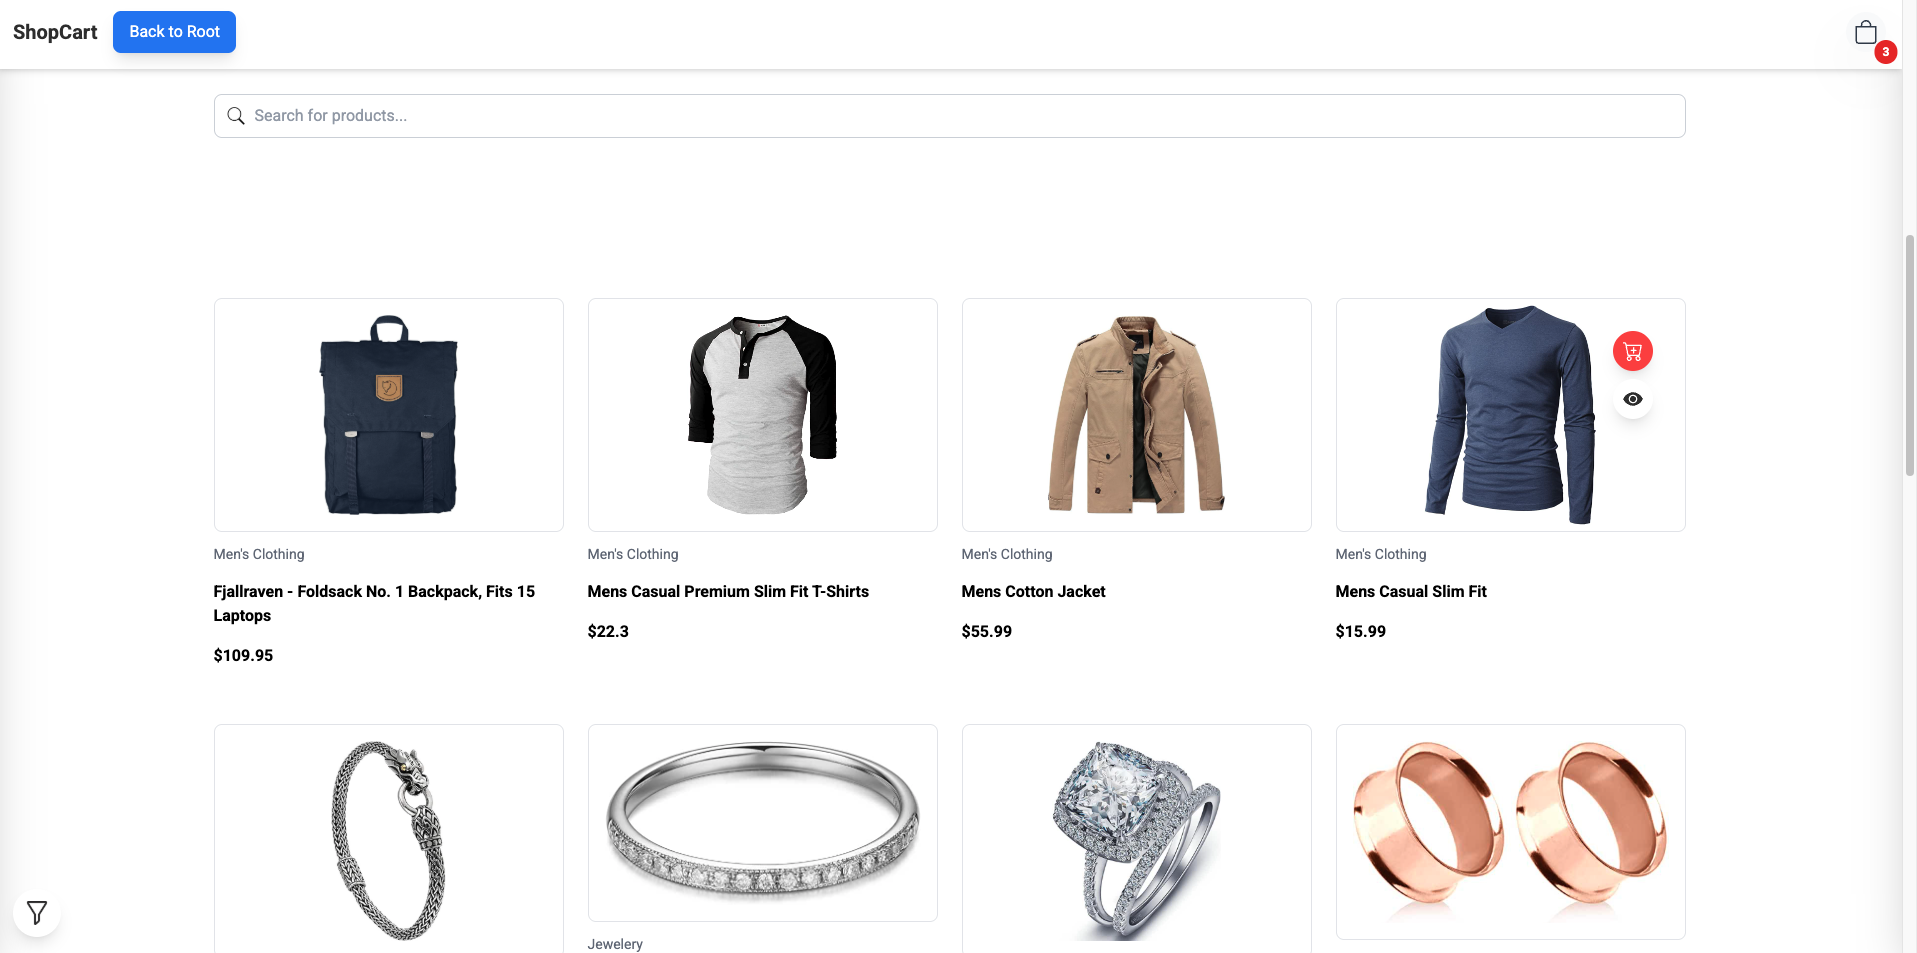 ShopCart
Back to Root
3
Search for products...
Men's Clothing
Fjallraven - Foldsack No. 1 Backpack, Fits 15
Laptops
$109.95
Men's Clothing
Mens Casual Premium Slim Fit T-Shirts
$22.3
Men's Clothing
Mens Cotton Jacket
$55.99
Men's Clothing
Mens Casual Slim Fit
$15.99
Jewelery